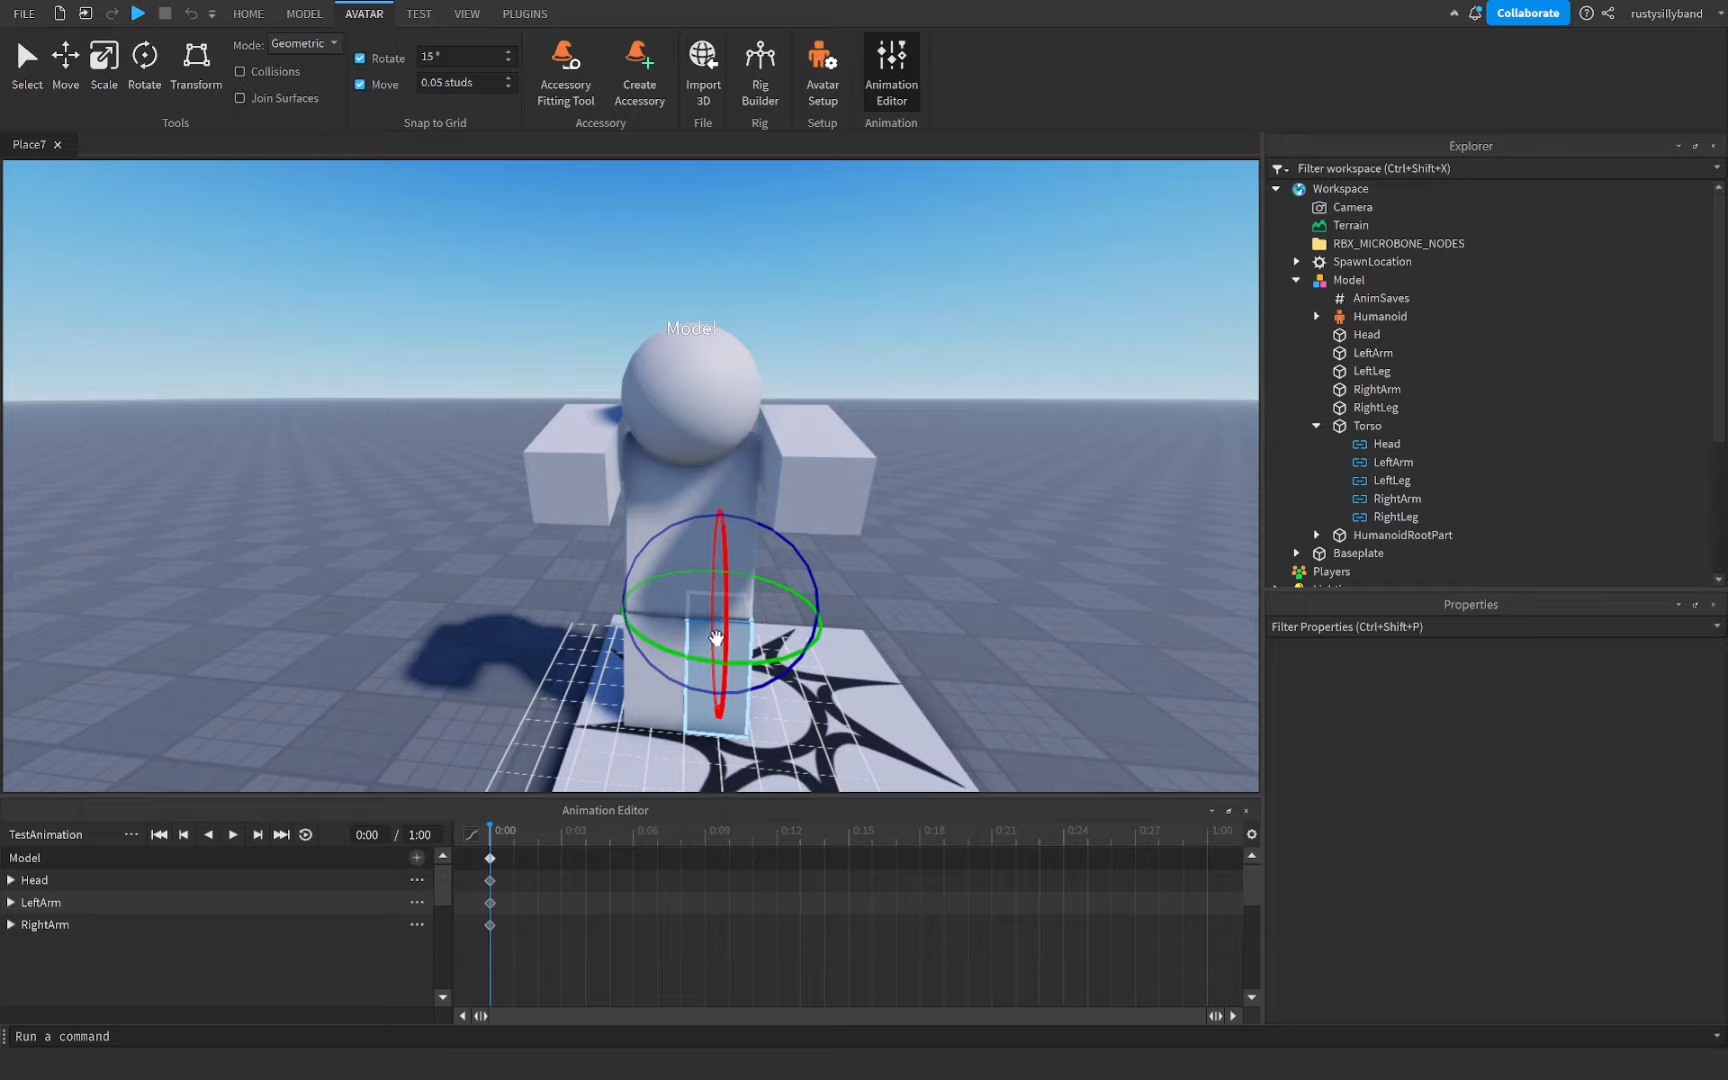 FILE HOME MODEL AVATAR TEST VIEW PLUGINS Collaborate rustysillyband
Select Move Scale Rotate Transform
Mode: Geometric
Collisions
Join Surfaces
Tools
Rotate 15°
Move 0.05 studs
Snap to Grid
Accessory Fitting Tool
Create Accessory
Accessory
Import 3D
File
Rig Builder
Rig
Avatar Setup
Setup
Animation Editor
Animation
Place7
Model
Explorer
Filter workspace (Ctrl+Shift+X)
Workspace
Camera
Terrain
RBX_MICROBONE_NODES
SpawnLocation
Model
AnimSaves
Humanoid
Head
LeftArm
LeftLeg
RightArm
RightLeg
Torso
Head
LeftArm
LeftLeg
RightArm
RightLeg
HumanoidRootPart
Baseplate
Players
Properties
Filter Properties (Ctrl+Shift+P)
Animation Editor
TestAnimation 0:00 / 1:00 0:00 0:03 0:06 0:09 0:12 0:15 0:18 0:21 0:24 0:27 1:00
Model
Head
LeftArm
RightArm
Run a command